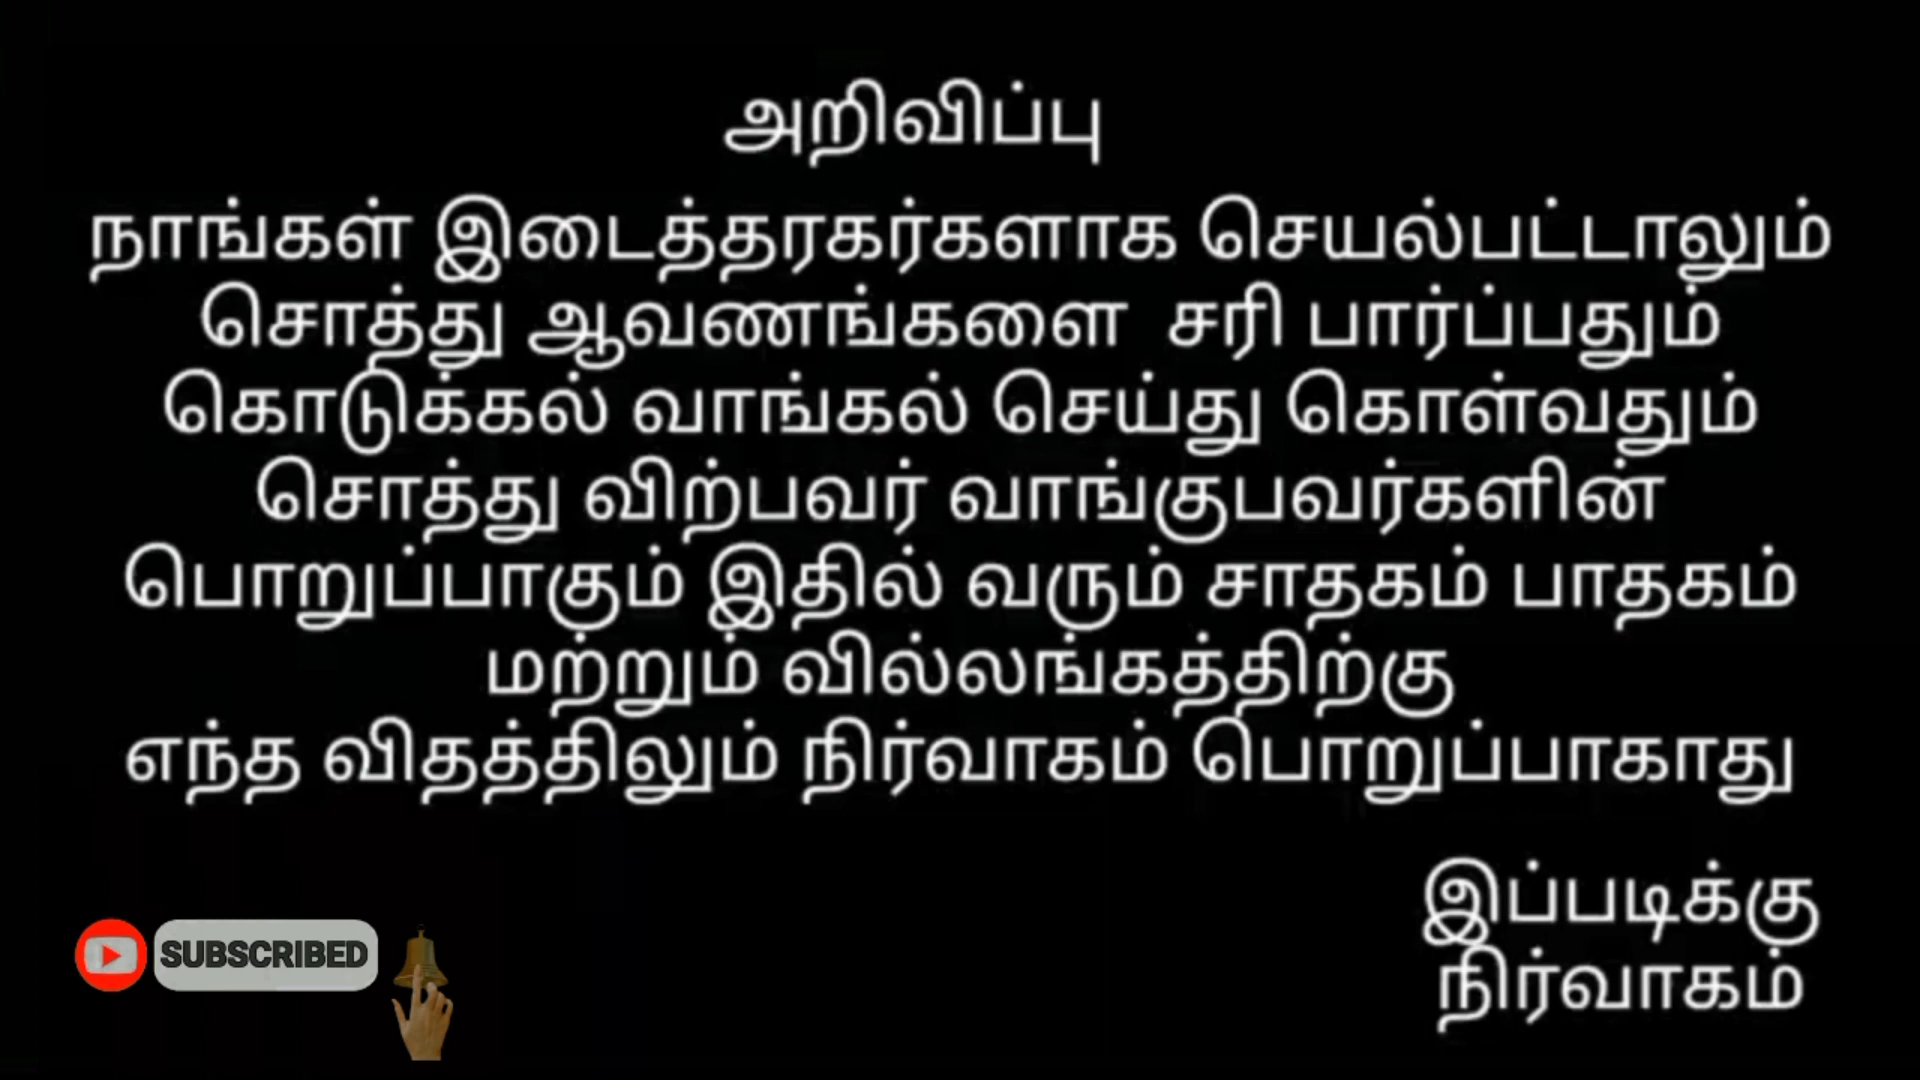 அறிவிப்பு
நாங்கள் இடைத்தரகர்களாக செயல்பட்டாலும்
சொத்து ஆவணங்களை சரி பார்ப்பதும்
கொடுக்கல் வாங்கல் செய்து கொள்வதும்
சொத்து விற்பவர் வாங்குபவர்களின்
பொறுப்பாகும் இதில் வரும் சாதகம் பாதகம்
மற்றும் வில்லங்கத்திற்கு
எந்த விதத்திலும் நிர்வாகம் பொறுப்பாகாது
இப்படிக்கு
நிர்வாகம்
SUBSCRIBED